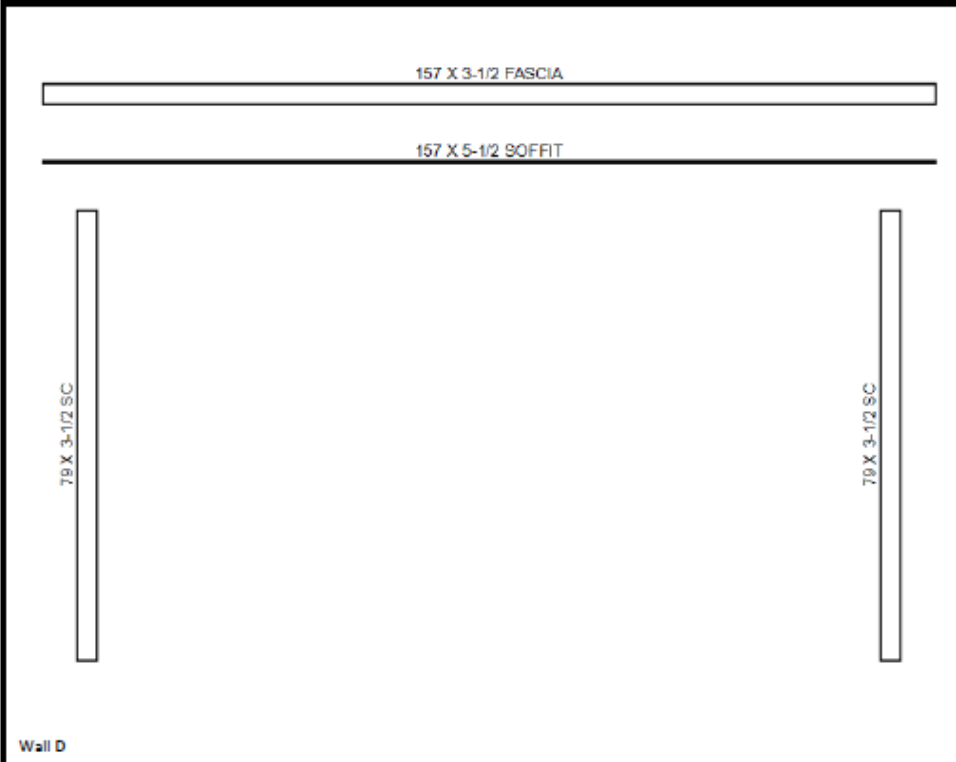 157 X 3-1/2 FASCIA
157 X 5-1/2 SOFFIT
79 X 3-1/2 SC
79 X 3-1/2 SC
Wall D